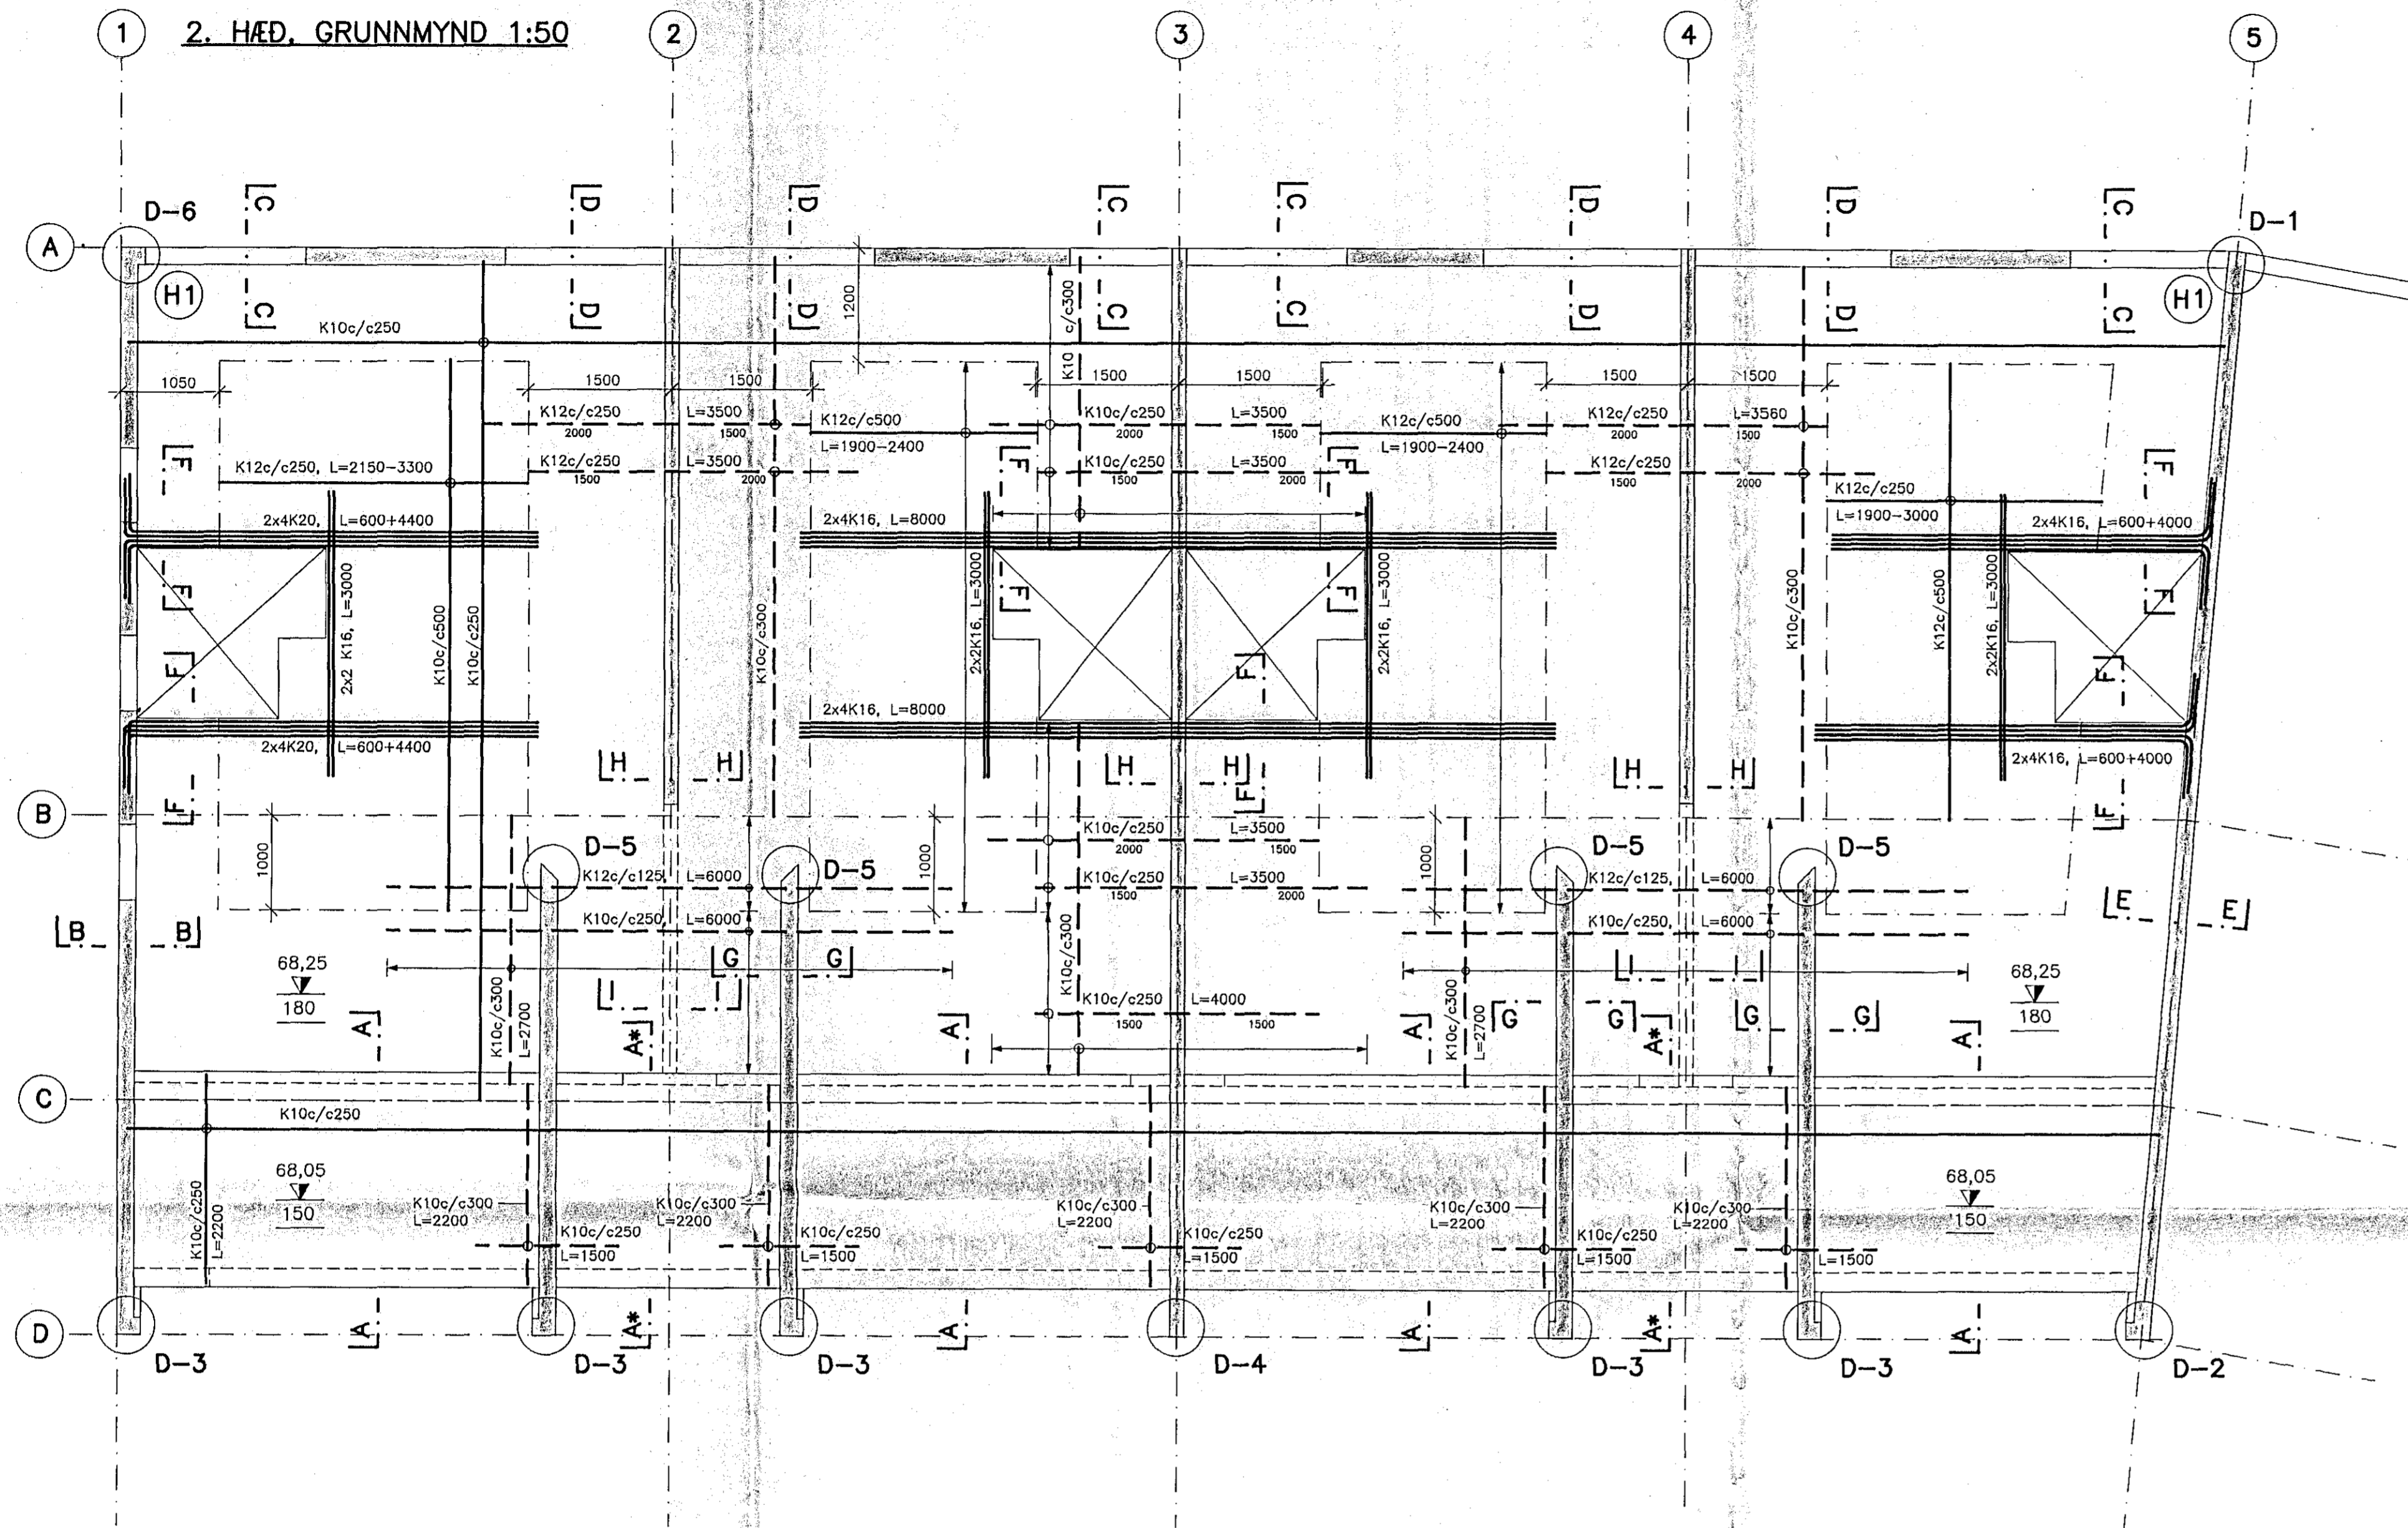 1
2. HÆÐ, GRUNNMYND 1:50
2
3
4
5
D-6
C
D
D
C
C
D
D
C
D-1
A
H1
C
D
D
C
C
D
D
C
H1
1200
K10 c/c300
K10c/c250
1050
1500
1500
1500
1500
1500
1500
K12c/c250
L=3500
2000
1500
K12c/c500
L=1900-2400
K10c/c250
L=3500
2000
1500
K12c/c500
L=1900-2400
K12c/c250
L=3560
2000
1500
F
K12c/c250, L=2150-3300
K12c/c250
L=3500
1500
2000
F
K10c/c250
L=3500
1500
2000
F
K12c/c250
1500
2000
K12c/c250
L=1900-3000
F
2x4K20, L=600+4400
2x4K16, L=8000
2x4K16, L=600+4000
F
2x2 K16, L=3000
K10c/c500
K10c/c250
K10c/c300
2x2K16, L=3000
F
F
2x2K16, L=3000
K10c/c300
K12c/c500
2x2K16, L=3000
F
F
F
F
2x4K20, L=600+4400
2x4K16, L=8000
2x4K16, L=600+4000
H
H
H
H
H
H
F
F
F
B
1000
D-5
D-5
1000
K10c/c250
L=3500
2000
1500
1000
D-5
D-5
K12c/c125,
L=6000
K10c/c250
L=3500
1500
2000
K12c/c125,
L=6000
B
B
K10c/c250,
L=6000
K10c/c250,
L=6000
E
E
68,25
180
K10c/c300
L=2700
G
G
I
I
K10c/c300
K10c/c250
L=4000
1500
1500
K10c/c300
L=2700
I
I
G
G
G
G
68,25
180
A
A*
A
A
A*
A
C
K10c/c250
68,05
150
K10c/c250
L=2200
K10c/c300
L=2200
K10c/c250
L=1500
K10c/c300
L=2200
K10c/c250
L=1500
K10c/c300
L=2200
K10c/c250
L=1500
K10c/c300
L=2200
K10c/c250
L=1500
K10c/c300
L=2200
L=1500
68,05
150
D
A
A*
A
A
A*
A
D-3
D-3
D-3
D-4
D-3
D-3
D-2